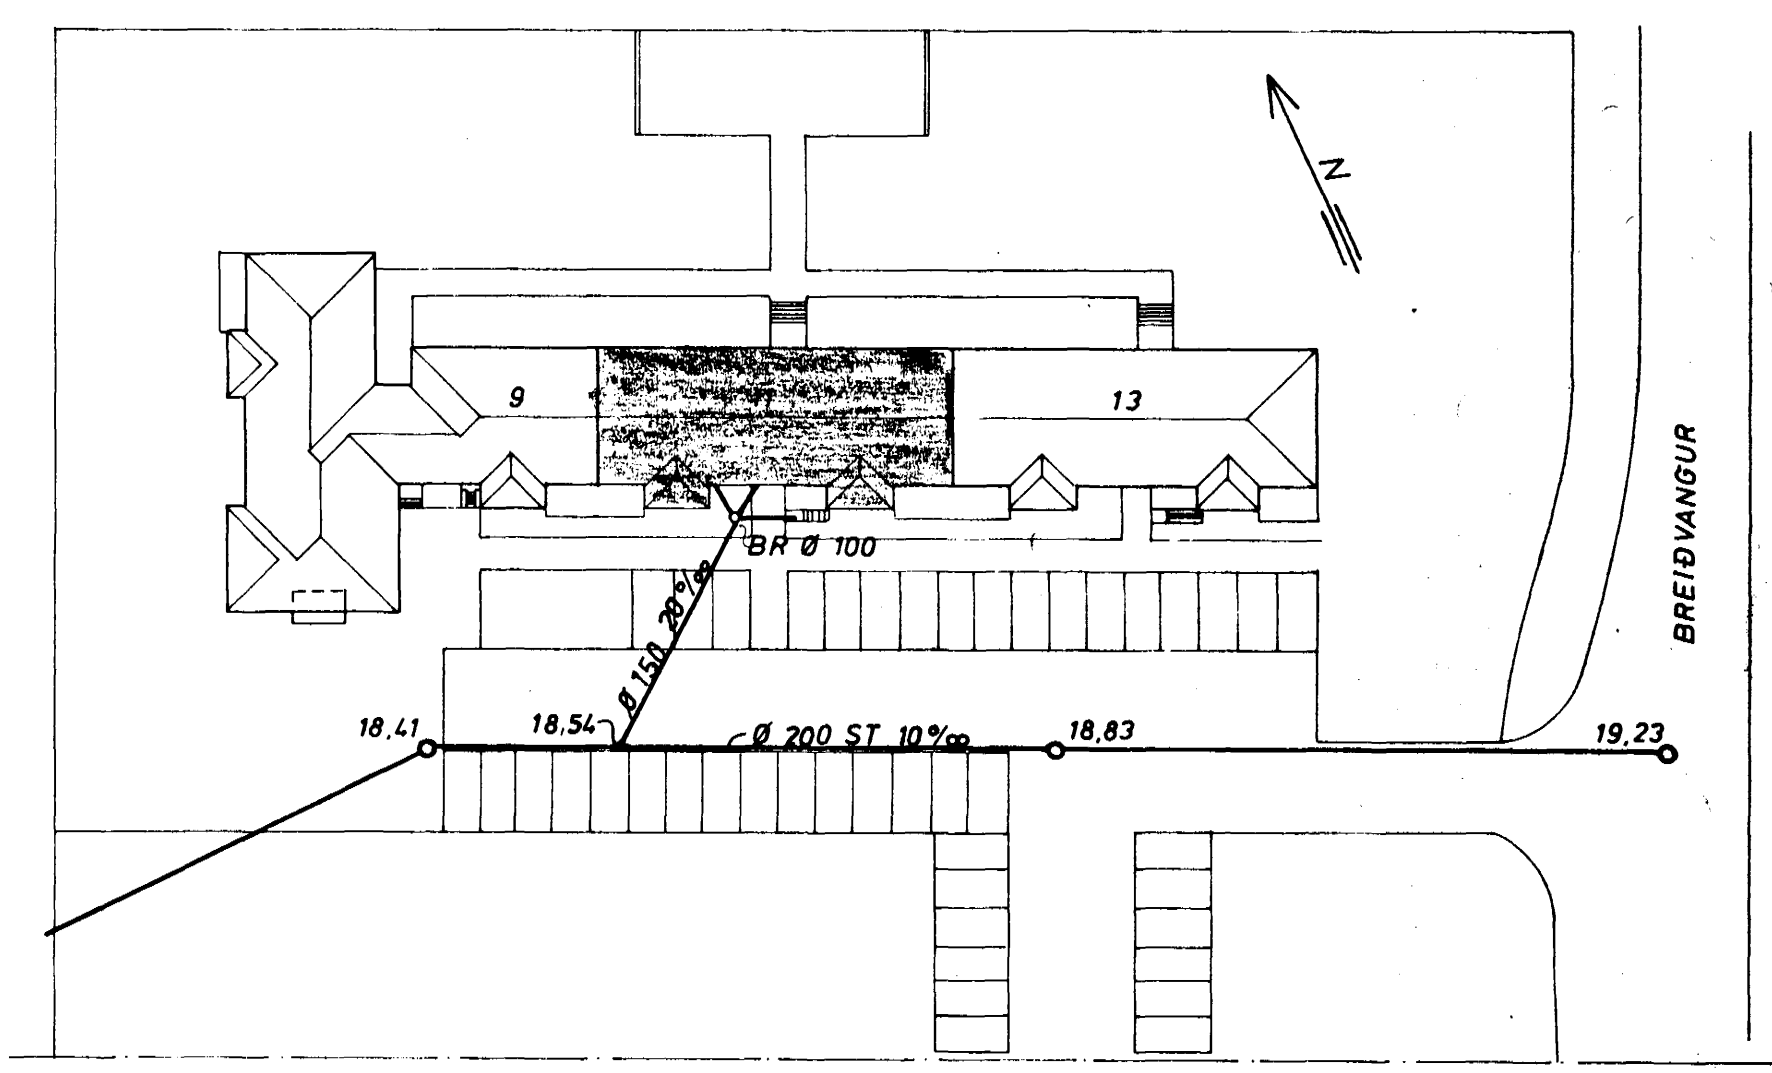 N
9
13
BREIÐVANGUR
BR Ø 100
Ø 150 20‰
18,41
18,54
Ø 200 ST 10‰
18,83
19,23